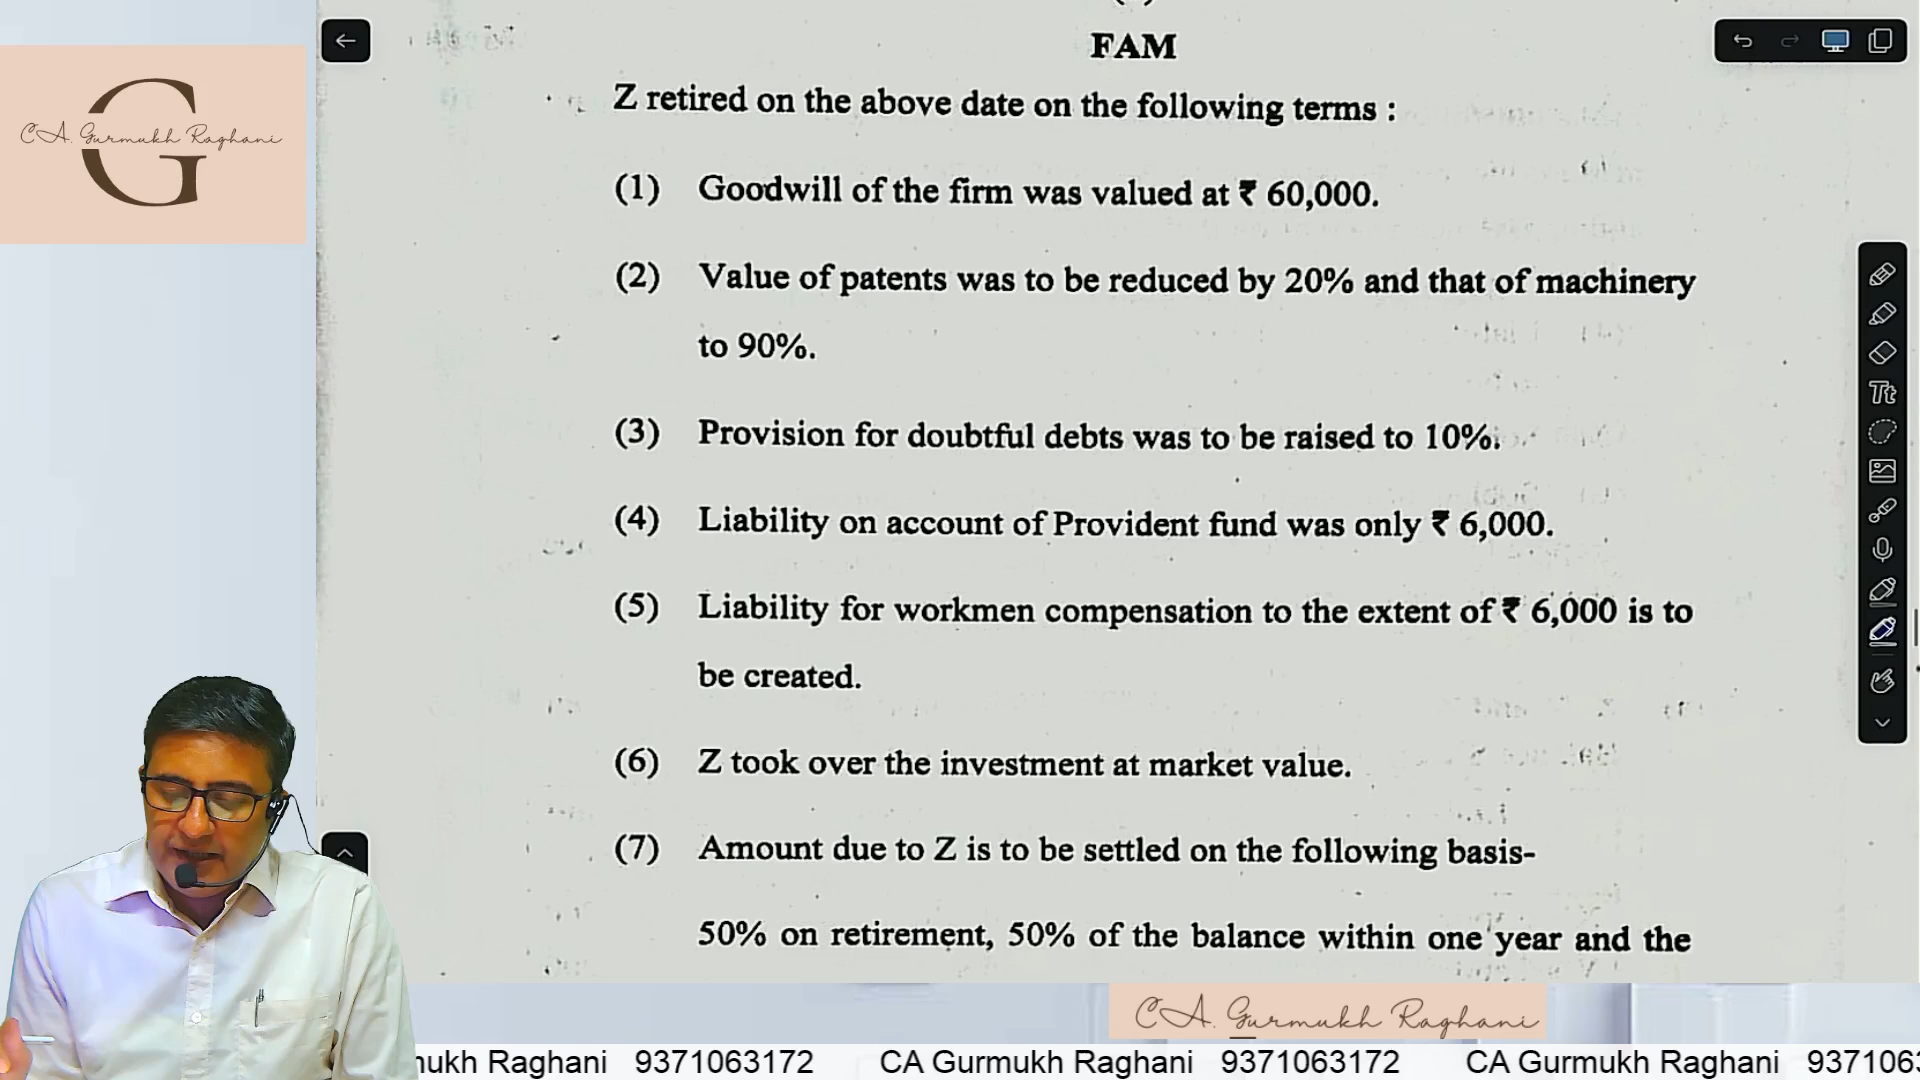 FAM
CA. Gurmukh Raghani
G
Z retired on the above date on the following terms :
(1) Goodwill of the firm was valued at ₹ 60,000.
(2) Value of patents was to be reduced by 20% and that of machinery
to 90%.
(3) Provision for doubtful debts was to be raised to 10%.
(4) Liability on account of Provident fund was only ₹ 6,000.
(5) Liability for workmen compensation to the extent of ₹ 6,000 is to
be created.
(6) Z took over the investment at market value.
(7) Amount due to Z is to be settled on the following basis-
50% on retirement, 50% of the balance within one year and the
Tt
CA. Gurmukh Raghani
mukh Raghani 9371063172 CA Gurmukh Raghani 9371063172 CA Gurmukh Raghani 937106